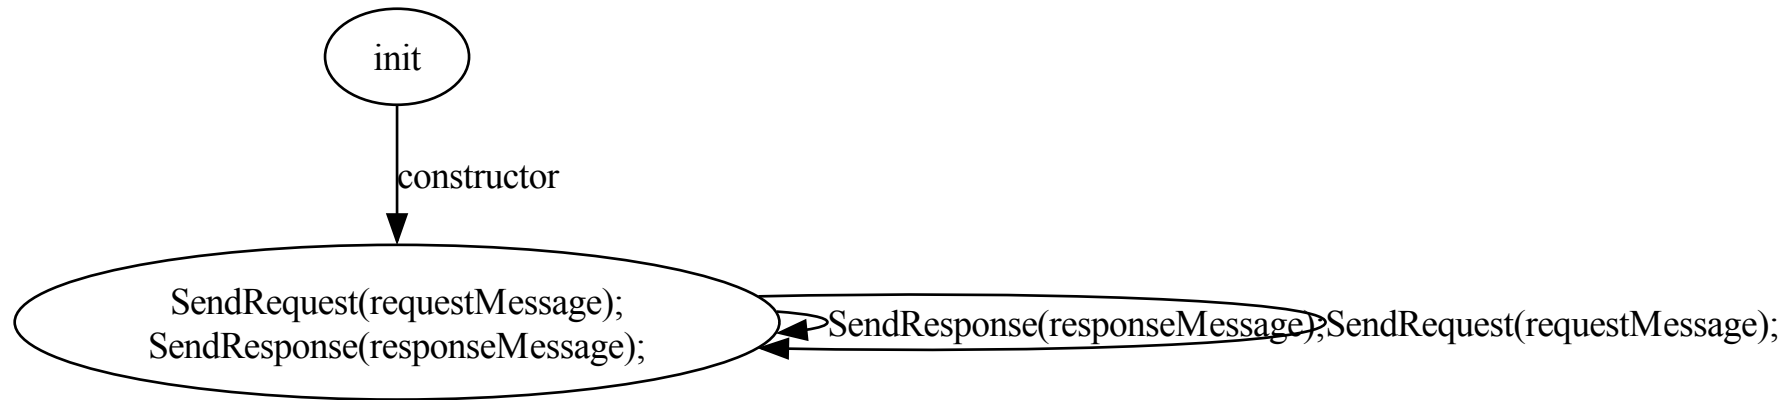 init
constructor
SendRequest(requestMessage);
SendResponse(responseMessage);
SendResponse(responseMessage);
SendRequest(requestMessage);